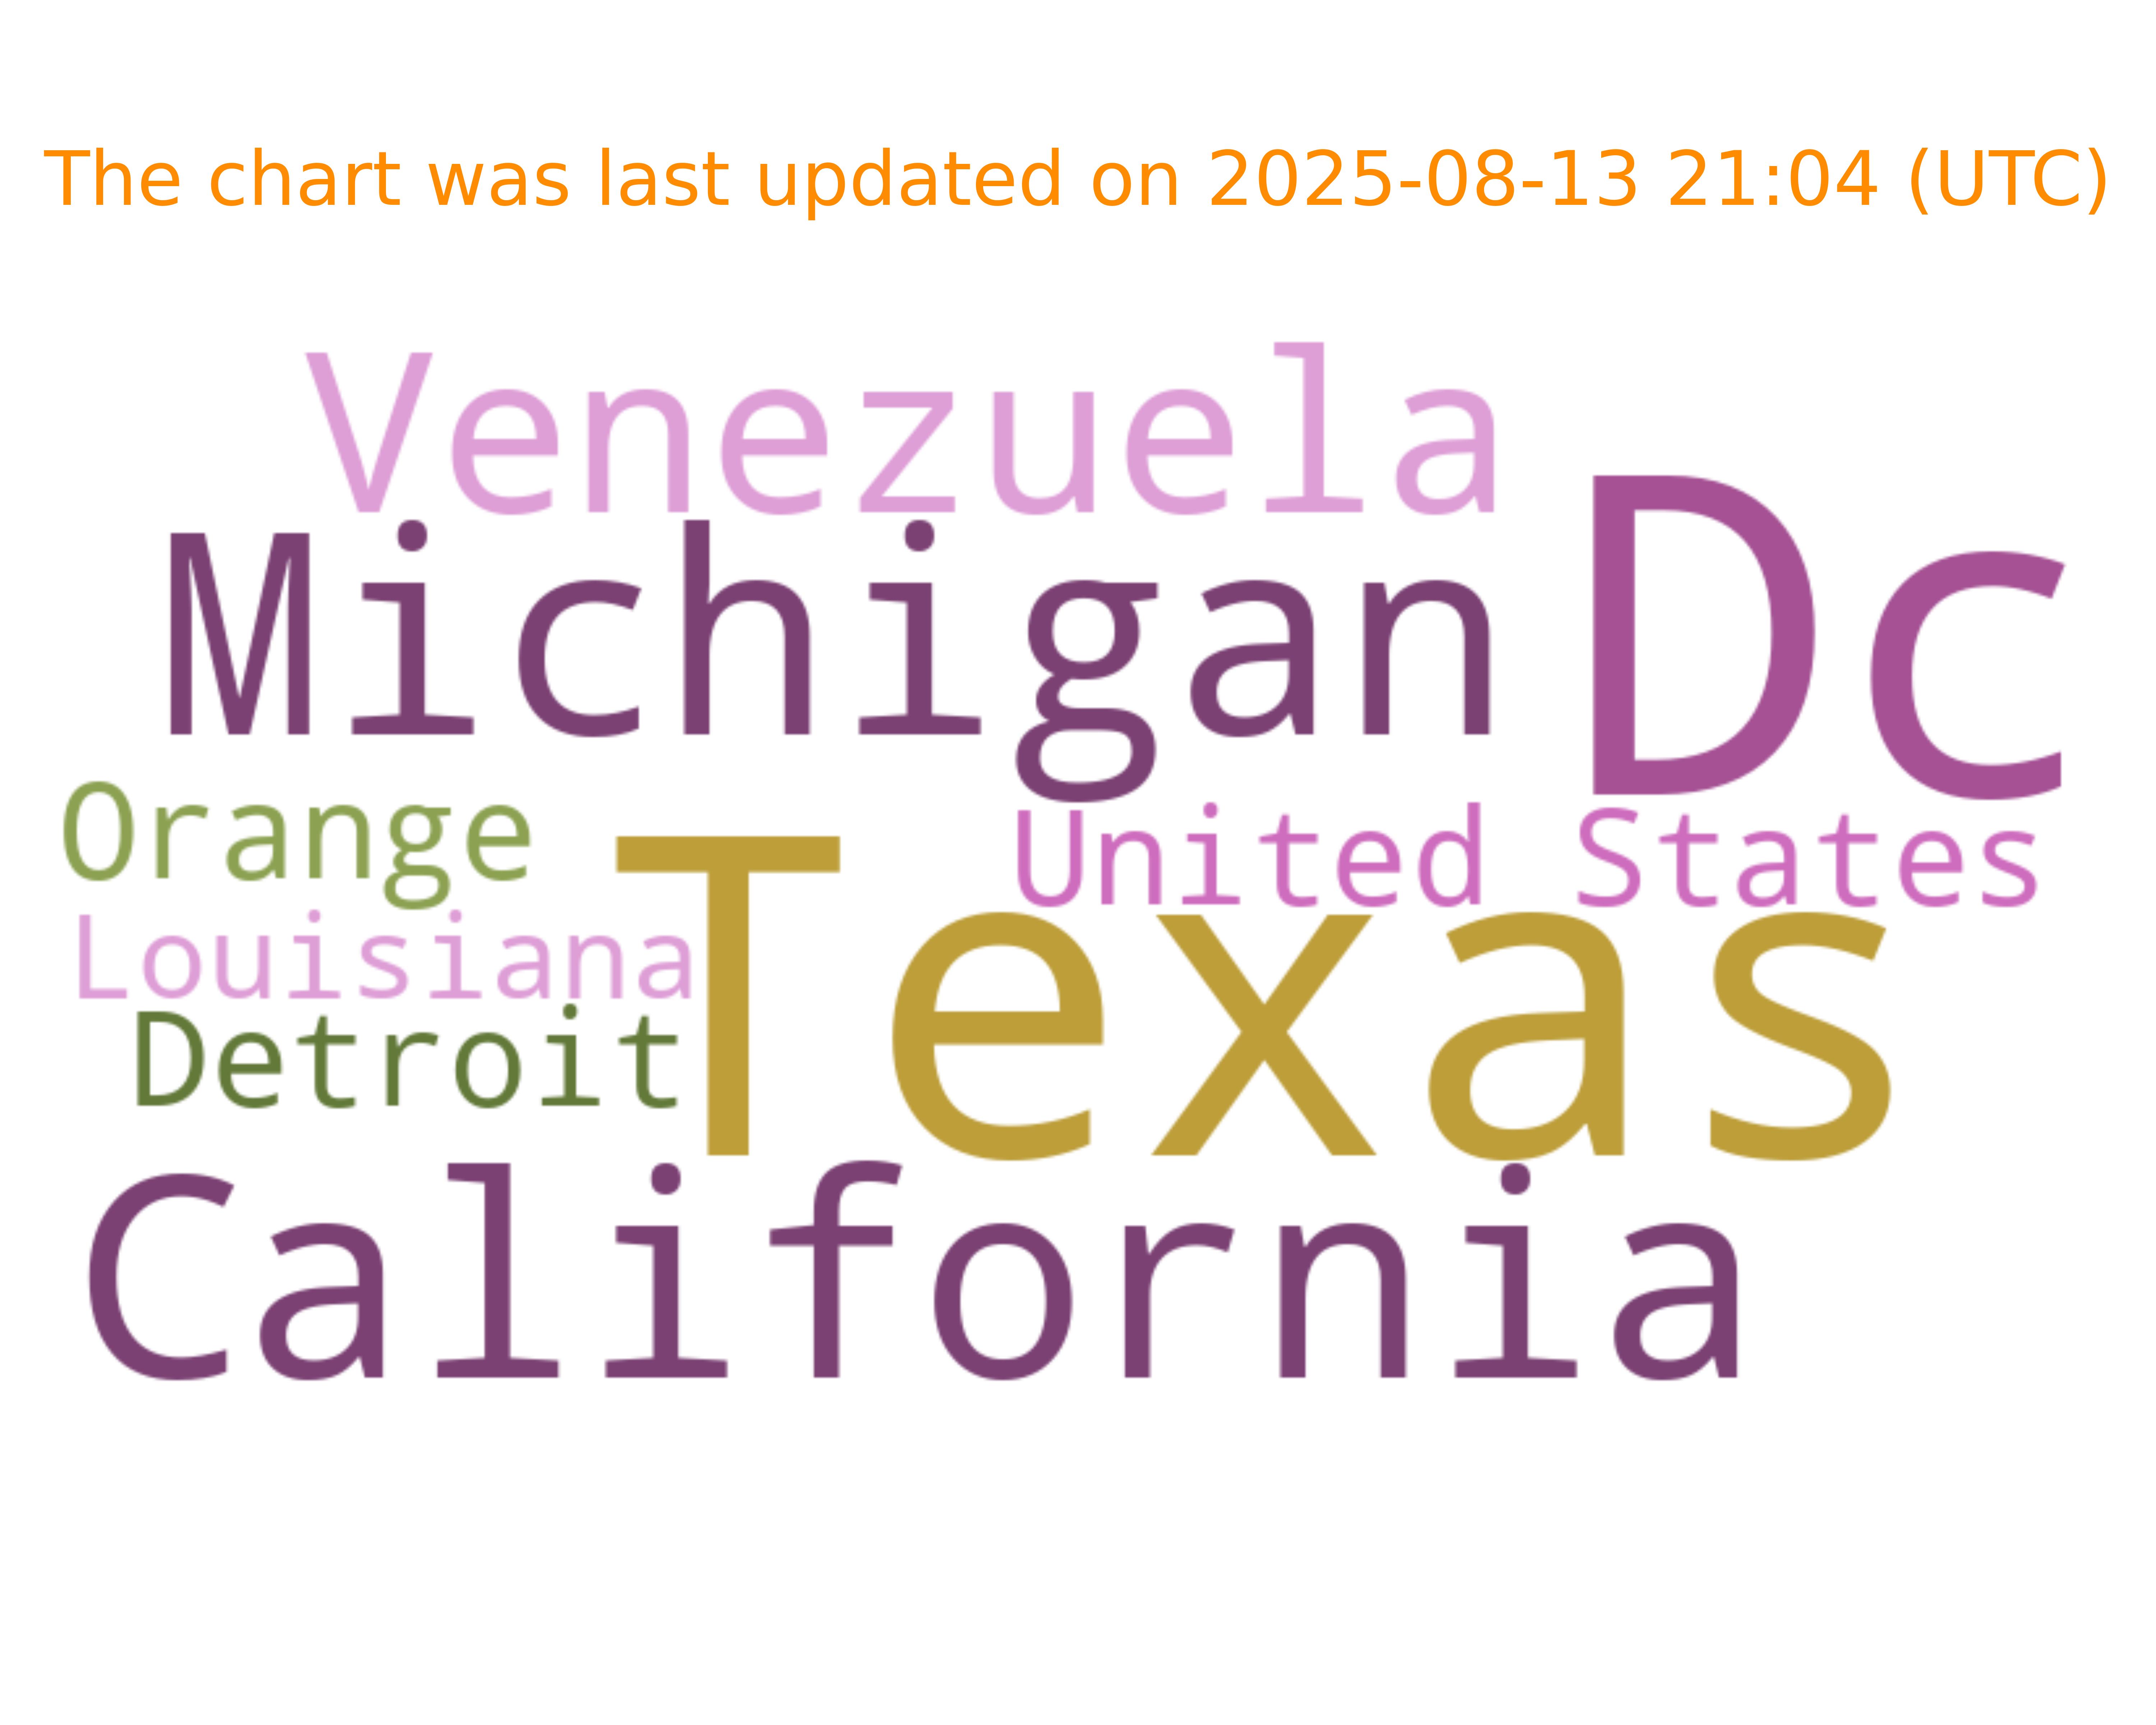 The chart was last updated on 2025-08-13 21:04 (UTC)
Venezuela
Michigan
Dc
Orange
United States
Louisiana
Texas
Detroit
California